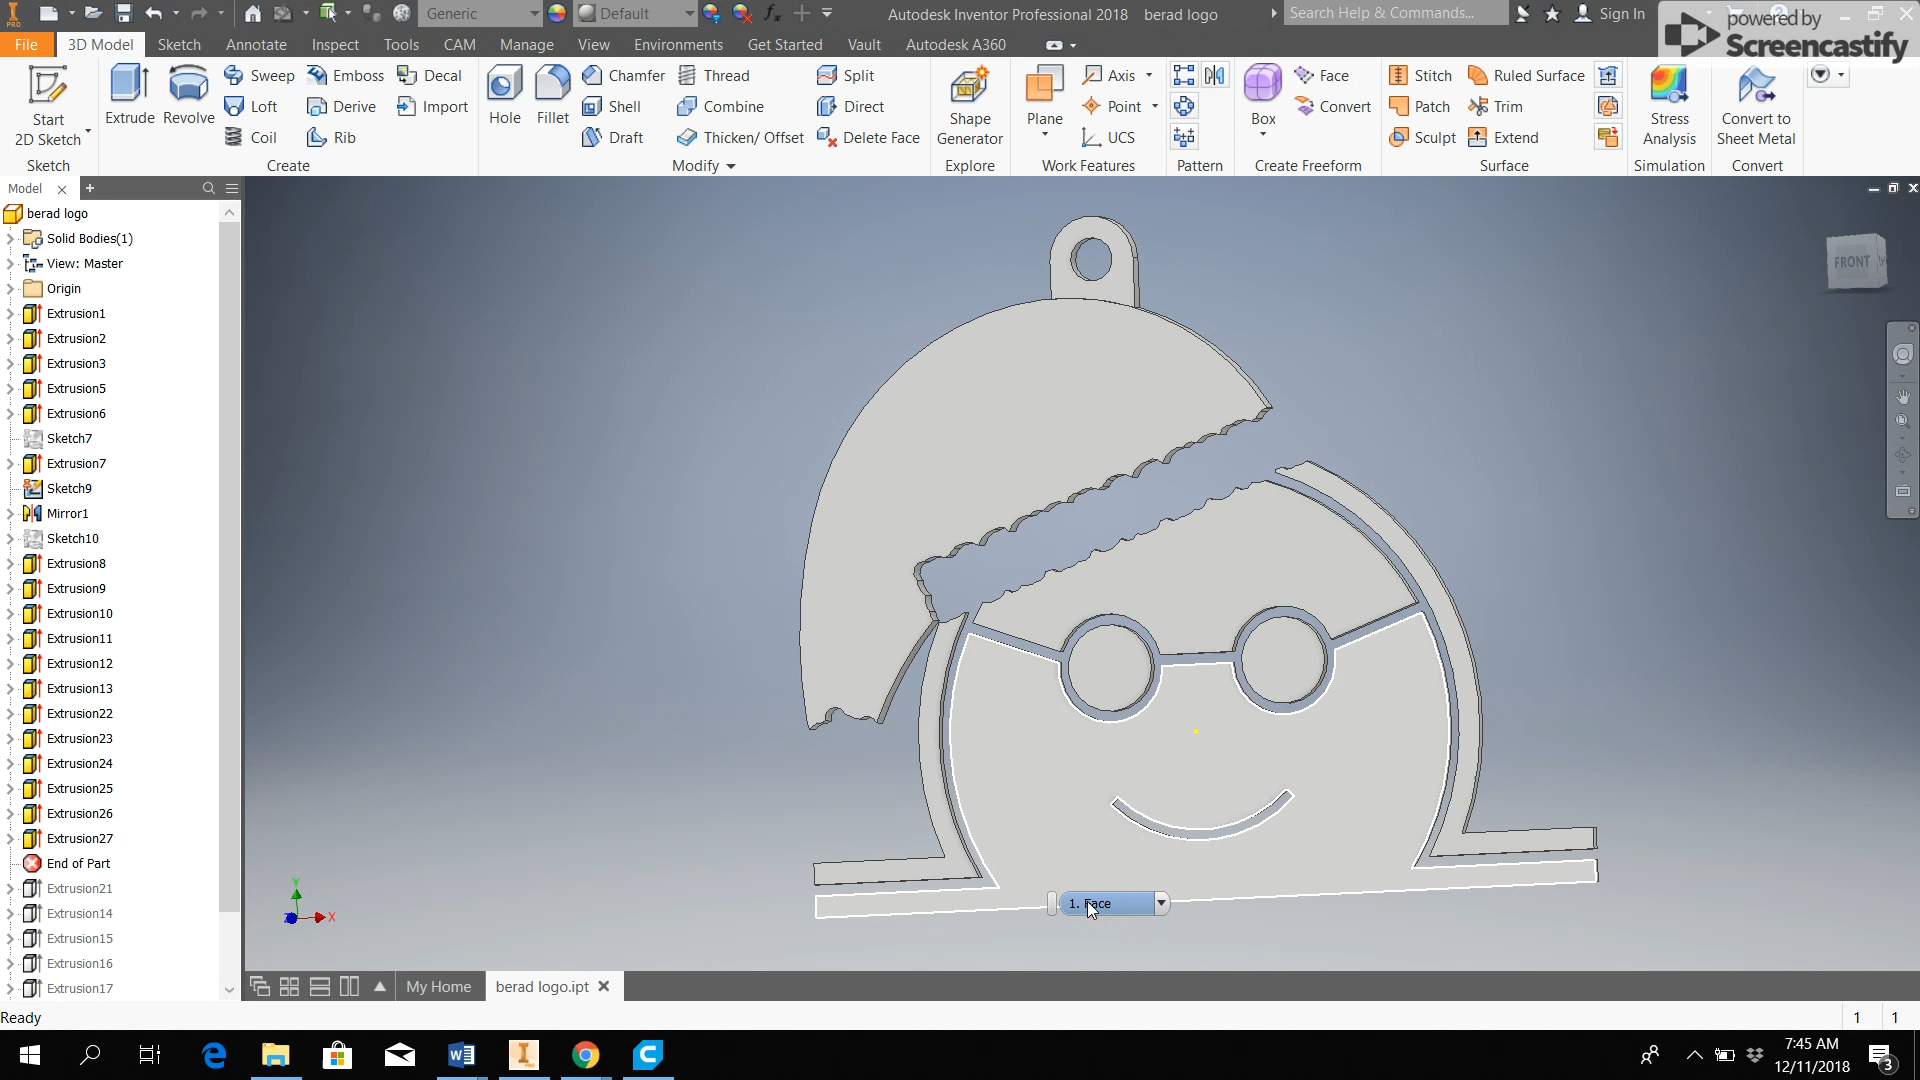 PRO
Generic
Default
Autodesk Inventor Professional 2018 berad logo
Search Help & Commands...
Sign In
powered by
Screencastify
File 3D Model Sketch Annotate Inspect Tools CAM Manage View Environments Get Started Vault Autodesk A360
Start
2D Sketch
Extrude
Revolve
Sweep
Loft
Coil
Emboss
Derive
Rib
Decal
Import
Hole
Fillet
Chamfer
Shell
Draft
Thread
Combine
Thicken/ Offset
Split
Direct
Delete Face
Shape
Generator
Plane
Axis
Point
UCS
Box
Face
Convert
Stitch
Patch
Sculpt
Ruled Surface
Trim
Extend
Stress
Analysis
Convert to
Sheet Metal
Sketch Create Modify Explore Work Features Pattern Create Freeform Surface Simulation Convert
Model
berad logo
Solid Bodies(1)
View: Master
Origin
Extrusion1
Extrusion2
Extrusion3
Extrusion5
Extrusion6
Sketch7
Extrusion7
Sketch9
Mirror1
Sketch10
Extrusion8
Extrusion9
Extrusion10
Extrusion11
Extrusion12
Extrusion13
Extrusion22
Extrusion23
Extrusion24
Extrusion25
Extrusion26
Extrusion27
End of Part
Extrusion21
Extrusion14
Extrusion15
Extrusion16
Extrusion17
FRONT
1. Face
Y
X
Z
My Home berad logo.ipt
Ready
1 1
7:45 AM
12/11/2018
3